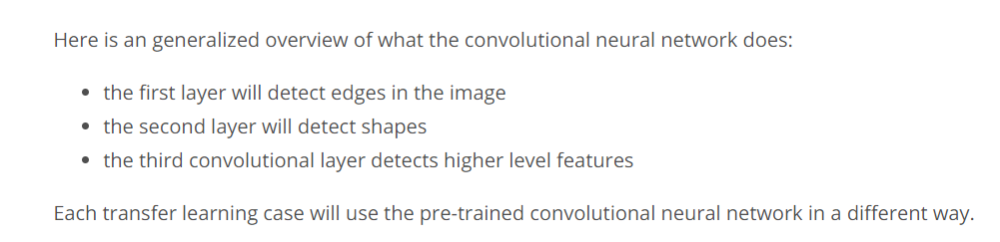 Here is an generalized overview of what the convolutional neural network does:
• the first layer will detect edges in the image
• the second layer will detect shapes
• the third convolutional layer detects higher level features
Each transfer learning case will use the pre-trained convolutional neural network in a different way.